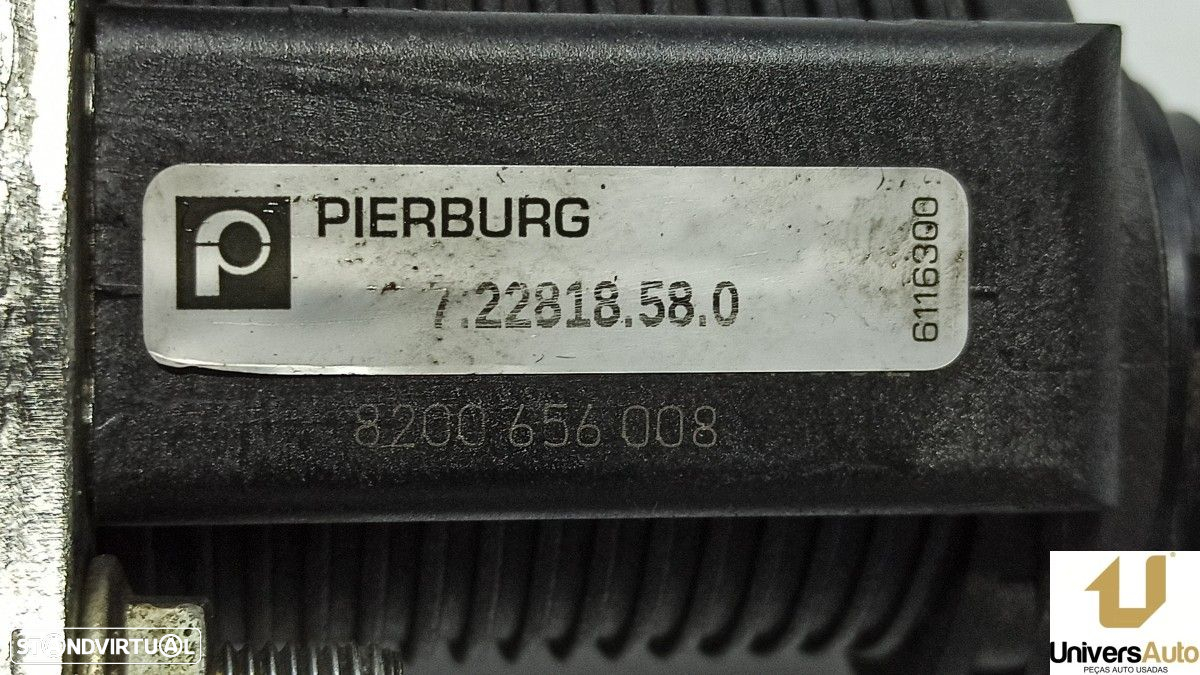 PIERBURG
7.22818.58.0
6116300
8200 656 008
STANDVIRTUAL
UniversAuto
PEÇAS AUTO USADAS